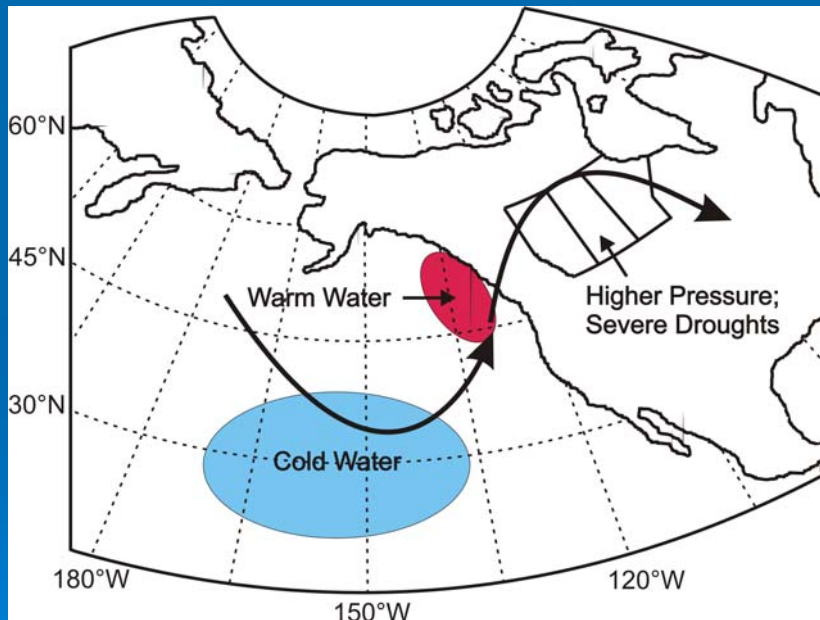 60°N
45°N
Warm Water
Higher Pressure;
Severe Droughts
30°N
Cold Water
180°W
120°W
150°W